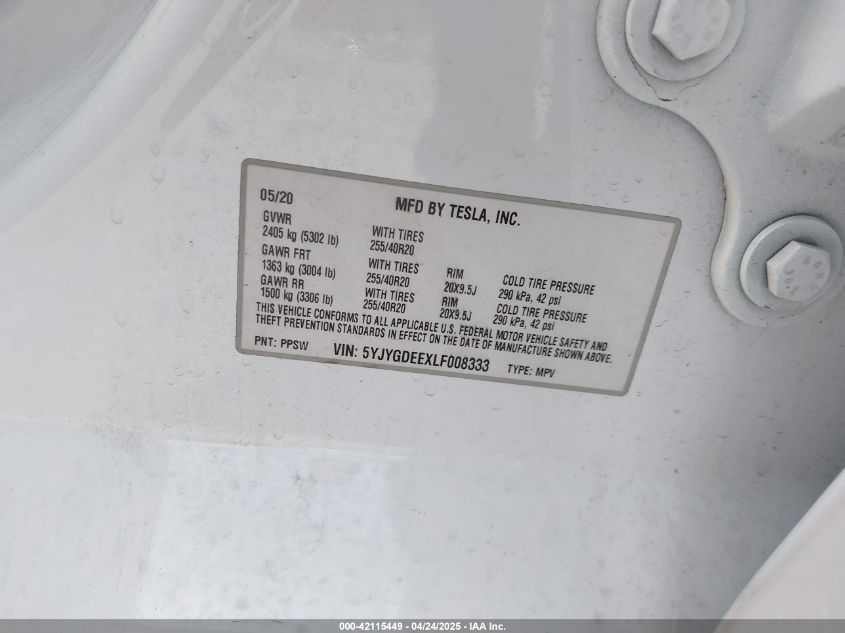 05/20
MFD BY TESLA, INC.
GVWR
2405 kg (5302 lb)
WITH TIRES
255/40R20
GAWR FRT
1363 kg (3004 lb)
WITH TIRES
255/40R20
RIM
20X9.5J
COLD TIRE PRESSURE
290 kPa, 42 psi
GAWR RR
1500 kg (3306 lb)
WITH TIRES
255/40R20
RIM
20X9.5J
COLD TIRE PRESSURE
290 kPa, 42 psi
THIS VEHICLE CONFORMS TO ALL APPLICABLE U.S. FEDERAL MOTOR VEHICLE SAFETY AND
THEFT PREVENTION STANDARDS IN EFFECT ON THE DATE OF MANUFACTURE SHOWN ABOVE.
PNT: PPSW VIN: 5YJYGDEEXLF008333 TYPE: MPV
000-42115449 - 04/24/2025 - IAA Inc.